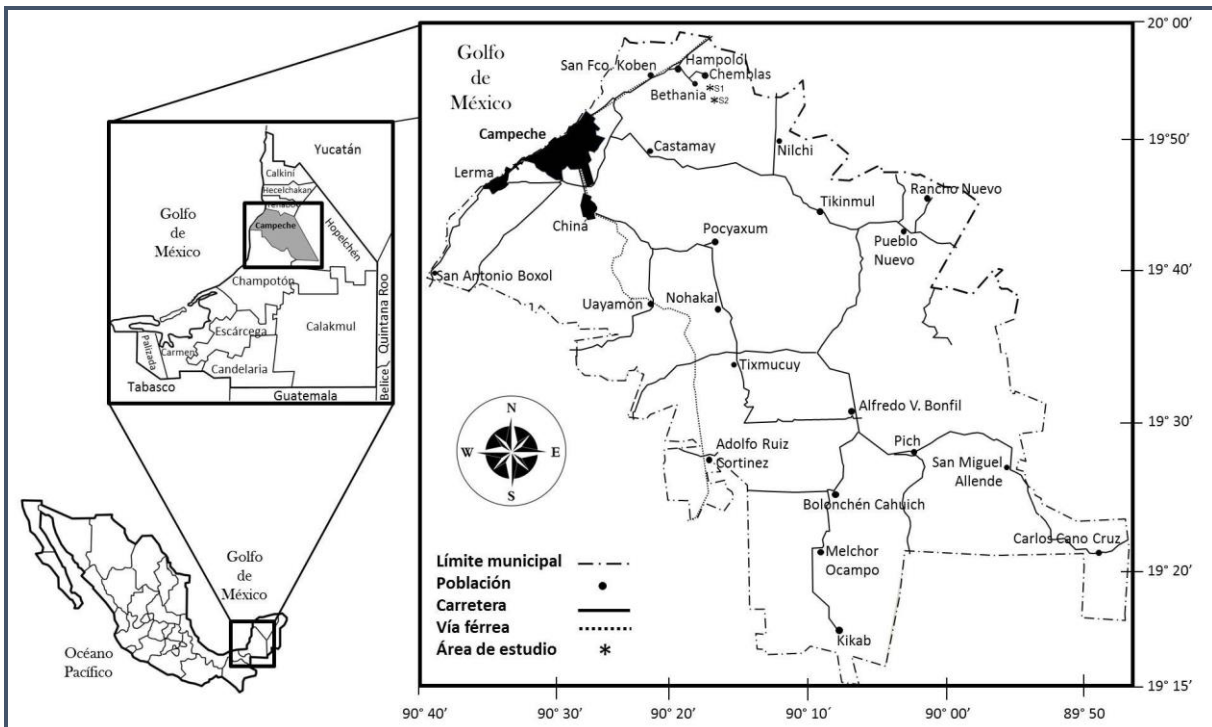 Golfo
de
México
Yucatán
Calkini
Hecelchakan
Tenabo
Campeche
Hopelchén
Champotón
Escárcega
Calakmul
Palizada
Carmen
Candelaria
Tabasco
Guatemala
Belice
Quintana Roo
Golfo
de
México
Océano
Pacífico
Golfo
de
México
San Fco. Koben
Hampolol
Chemblas
Bethania
S1
S2
Campeche
Castamay
Nilchi
Lerma
Tikinmul
Rancho Nuevo
China
Pocyaxum
Pueblo
Nuevo
San Antonio Boxol
Uayamón
Nohakal
Tixmucuy
Alfredo V. Bonfil
N
W
E
S
Adolfo Ruiz
Cortinez
Pich
San Miguel
Allende
Bolonchén Cahuich
Melchor
Ocampo
Carlos Cano Cruz
Kikab
Límite municipal
Población
Carretera
Vía férrea
Área de estudio *
20° 00’
19° 50’
19° 40’
19° 30’
19° 20’
19° 15’
90° 40’ 90° 30’ 90° 20’ 90° 10’ 90° 00’ 89° 50’